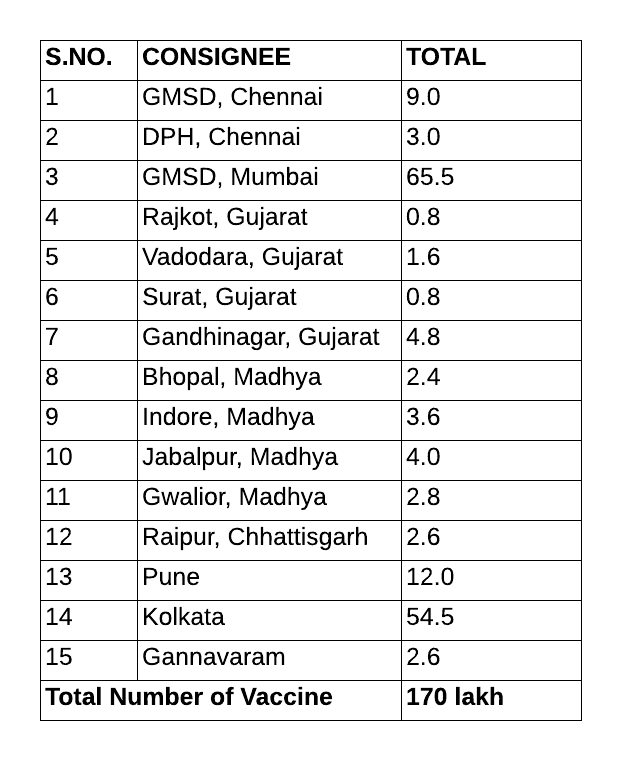 S.NO. CONSIGNEE TOTAL
1 GMSD, Chennai 9.0
2 DPH, Chennai 3.0
3 GMSD, Mumbai 65.5
4 Rajkot, Gujarat 0.8
5 Vadodara, Gujarat 1.6
6 Surat, Gujarat 0.8
7 Gandhinagar, Gujarat 4.8
8 Bhopal, Madhya 2.4
9 Indore, Madhya 3.6
10 Jabalpur, Madhya 4.0
11 Gwalior, Madhya 2.8
12 Raipur, Chhattisgarh 2.6
13 Pune 12.0
14 Kolkata 54.5
15 Gannavaram 2.6
Total Number of Vaccine 170 lakh